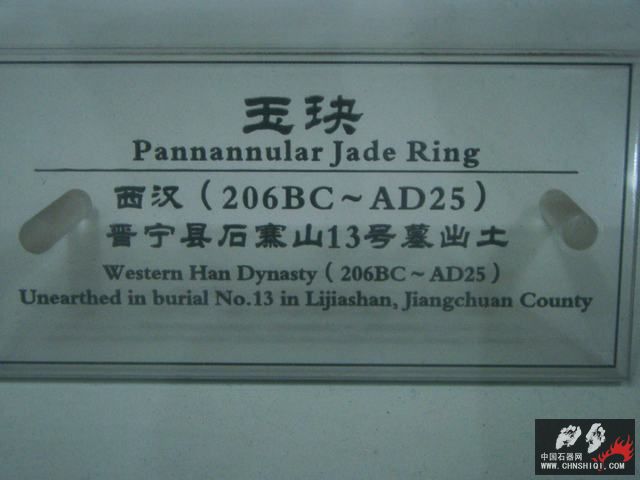 玉玦
Pannannular Jade Ring
西汉（206BC～AD25）
晋宁县石寨山13号墓出土
Western Han Dynasty（206BC～AD25）
Unearthed in burial No.13 in Lijiashan, Jiangchuan County
中国石器网
www.CHNSHIQI.COM